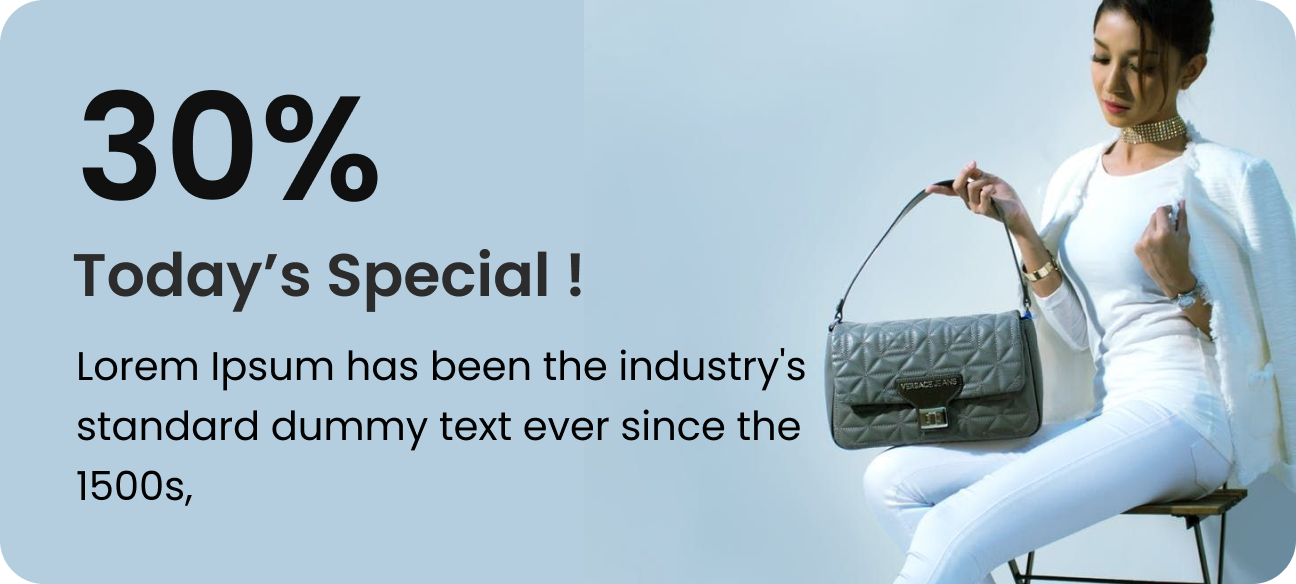 30%
Today’s Special !
Lorem Ipsum has been the industry's
standard dummy text ever since the
1500s,
VERSACE JEANS